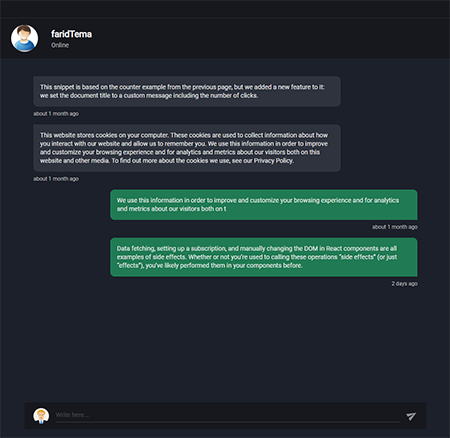 faridTema
Online
This snippet is based on the counter example from the previous page, but we added a new feature to it:
we set the document title to a custom message including the number of clicks.
about 1 month ago
This website stores cookies on your computer. These cookies are used to collect information about how
you interact with our website and allow us to remember you. We use this information in order to improve
and customize your browsing experience and for analytics and metrics about our visitors both on this
website and other media. To find out more about the cookies we use, see our Privacy Policy.
about 1 month ago
We use this information in order to improve and customize your browsing experience and for analytics
and metrics about our visitors both on t
about 1 month ago
Data fetching, setting up a subscription, and manually changing the DOM in React components are all
examples of side effects. Whether or not you're used to calling these operations "side effects" (or just
"effects"), you've likely performed them in your components before.
2 days ago
Write here...